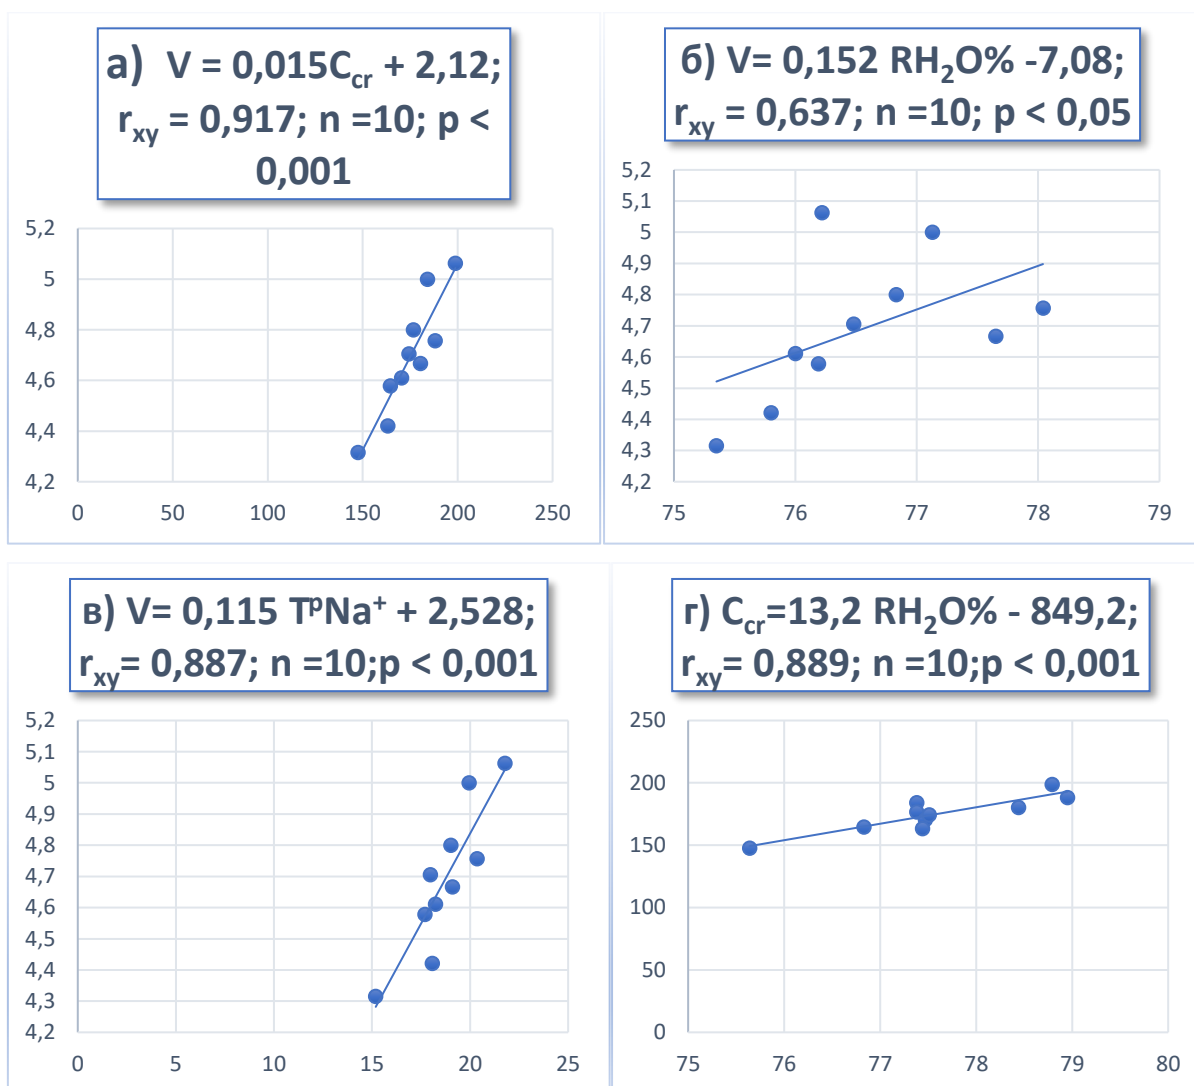 а) V = 0,015Ccr + 2,12;
rxy = 0,917; n =10; p <
0,001
5,2
5
4,8
4,6
4,4
4,2
0 50 100 150 200 250
б) V= 0,152 RH2O% -7,08;
rxy = 0,637; n =10; p < 0,05
5,2
5,1
5
4,9
4,8
4,7
4,6
4,5
4,4
4,3
4,2
75 76 77 78 79
в) V= 0,115 TᵖNa⁺ + 2,528;
rxy= 0,887; n =10;p < 0,001
5,2
5,1
5
4,9
4,8
4,7
4,6
4,5
4,4
4,3
4,2
0 5 10 15 20 25
г) Ccr=13,2 RH2O% - 849,2;
rxy= 0,889; n =10;p < 0,001
250
200
150
100
50
0
75 76 77 78 79 80